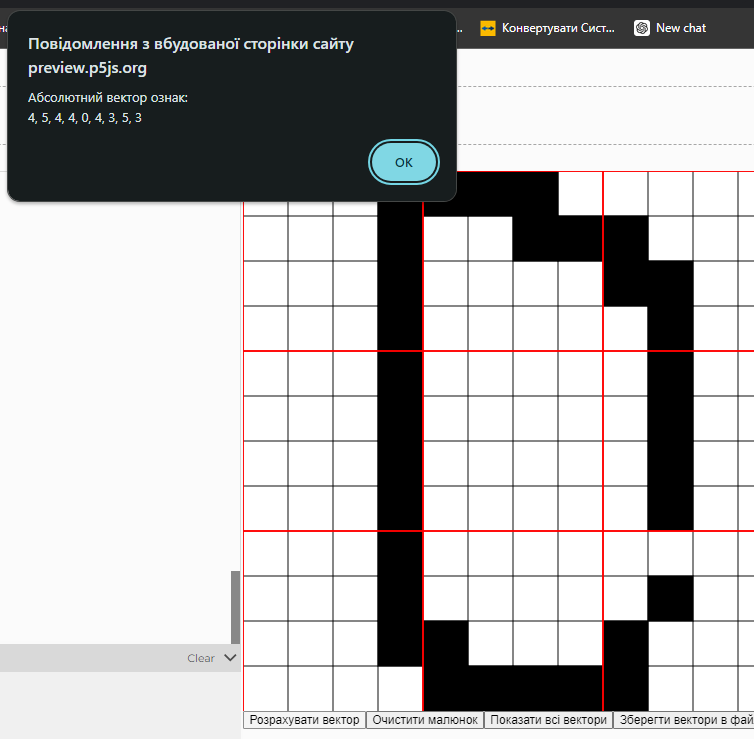 Конвертувати Сист...
New chat
Повідомлення з вбудованої сторінки сайту
preview.p5js.org
Абсолютний вектор ознак:
4, 5, 4, 4, 0, 4, 3, 5, 3
OK
Clear
Розрахувати вектор
Очистити малюнок
Показати всі вектори
Зберегти вектори в фай